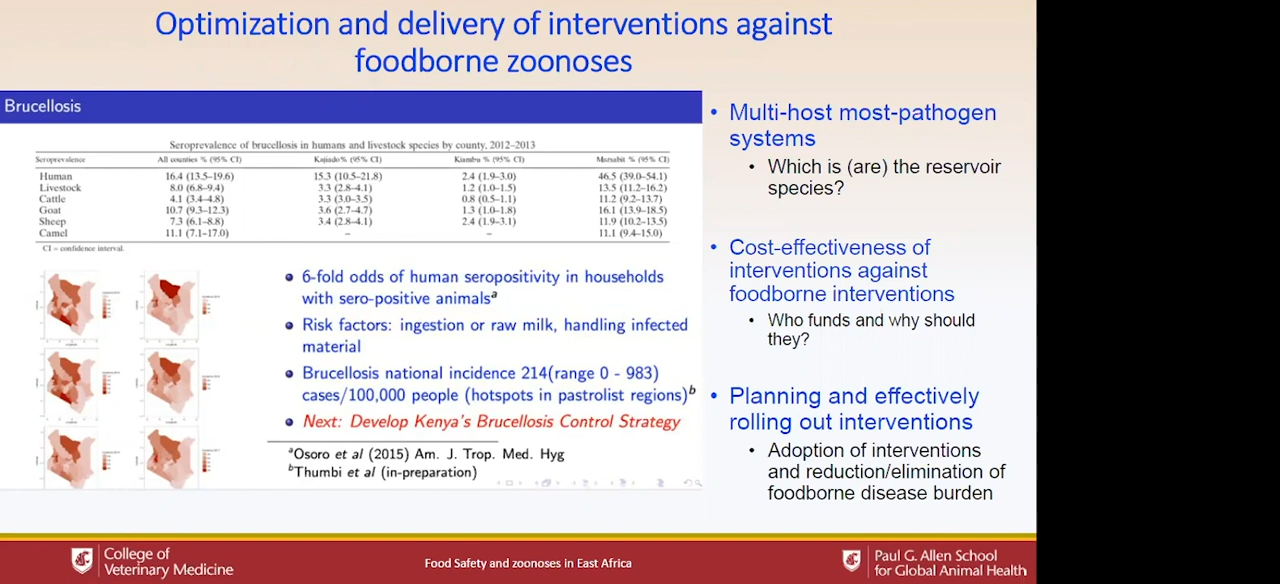 Optimization and delivery of interventions against
foodborne zoonoses
Brucellosis
Seroprevalence of brucellosis in humans and livestock species by county, 2012–2013
Seroprevalence All counties % (95% CI) Kajiado% (95% CI) Kiambu % (95% CI) Marsabit % (95% CI)
Human 16.4 (13.5–19.6) 15.3 (10.5–21.8) 2.4 (1.9–3.0) 46.5 (39.0–54.1)
Livestock 8.0 (6.8–9.4) 3.3 (2.8–4.1) 1.2 (1.0–1.5) 13.5 (11.2–16.2)
Cattle 4.1 (3.4–4.8) 3.3 (3.0–3.5) 0.8 (0.5–1.1) 11.2 (9.2–13.7)
Goat 10.7 (9.3–12.3) 3.6 (2.7–4.7) 1.3 (1.0–1.8) 16.1 (13.9–18.5)
Sheep 7.3 (6.1–8.8) 3.4 (2.8–4.1) 2.4 (1.9–3.1) 11.9 (10.2–13.5)
Camel 11.1 (7.1–17.0) – – 11.1 (9.4–15.0)
CI = confidence interval.
• 6-fold odds of human seropositivity in households
with sero-positive animalsᵃ
• Risk factors: ingestion or raw milk, handling infected
material
• Brucellosis national incidence 214(range 0 - 983)
cases/100,000 people (hotspots in pastrolist regions)ᵇ
• Next: Develop Kenya's Brucellosis Control Strategy
ᵃOsoro et al (2015) Am. J. Trop. Med. Hyg
ᵇThumbi et al (in-preparation)
• Multi-host most-pathogen
systems
• Which is (are) the reservoir
species?
• Cost-effectiveness of
interventions against
foodborne interventions
• Who funds and why should
they?
• Planning and effectively
rolling out interventions
• Adoption of interventions
and reduction/elimination of
foodborne disease burden
College of
Veterinary Medicine
Food Safety and zoonoses in East Africa
Paul G. Allen School
for Global Animal Health